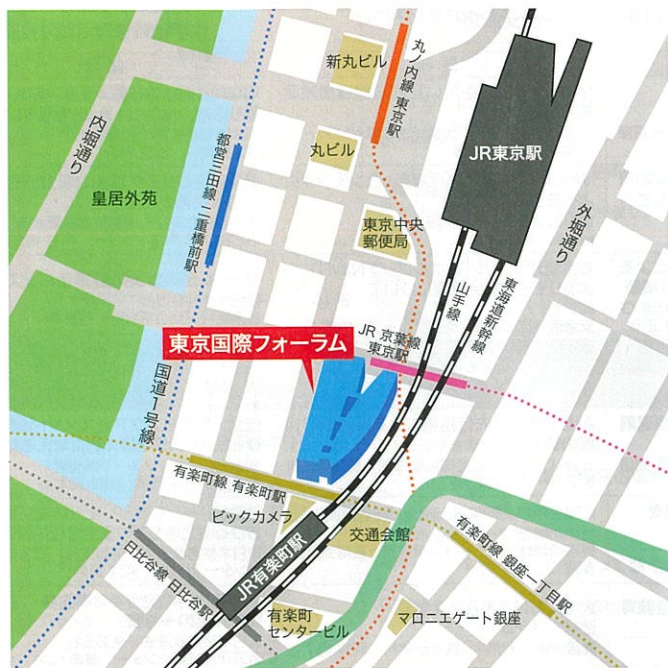 新丸ビル
丸ノ内線 東京駅
JR東京駅
内堀通り
丸ビル
都営三田線 二重橋前駅
皇居外苑
東京中央
郵便局
外堀通り
山手線
東海道新幹線
JR 京葉線
東京駅
東京国際フォーラム
国道1号線
有楽町線 有楽町駅
ビックカメラ
交通会館
有楽町線 銀座一丁目駅
日比谷線 日比谷駅
JR有楽町駅
有楽町
センタービル
マロニエゲート銀座